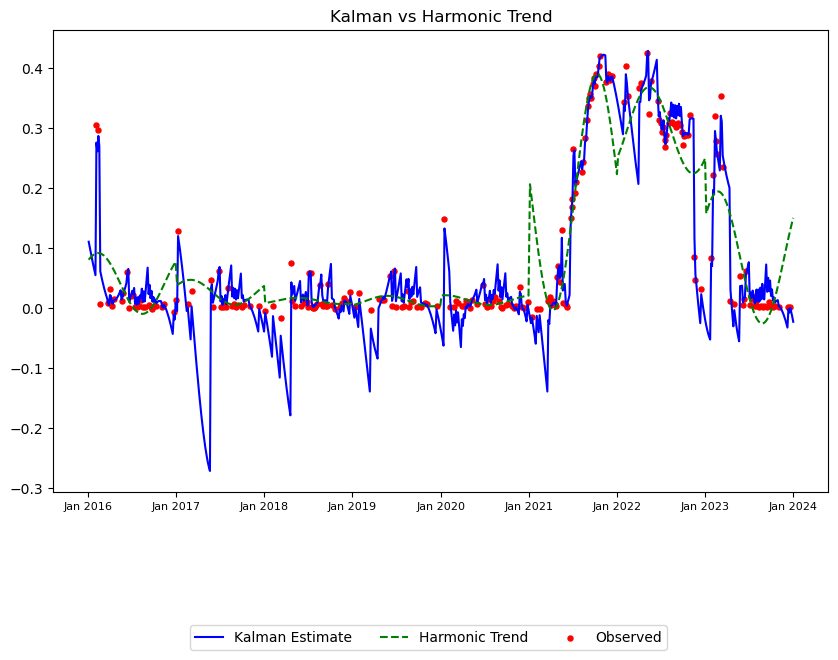 Kalman vs Harmonic Trend
0.4
0.3
0.2
0.1
0.0
−0.1
−0.2
−0.3
Jan 2016 Jan 2017 Jan 2018 Jan 2019 Jan 2020 Jan 2021 Jan 2022 Jan 2023 Jan 2024
Kalman Estimate Harmonic Trend Observed